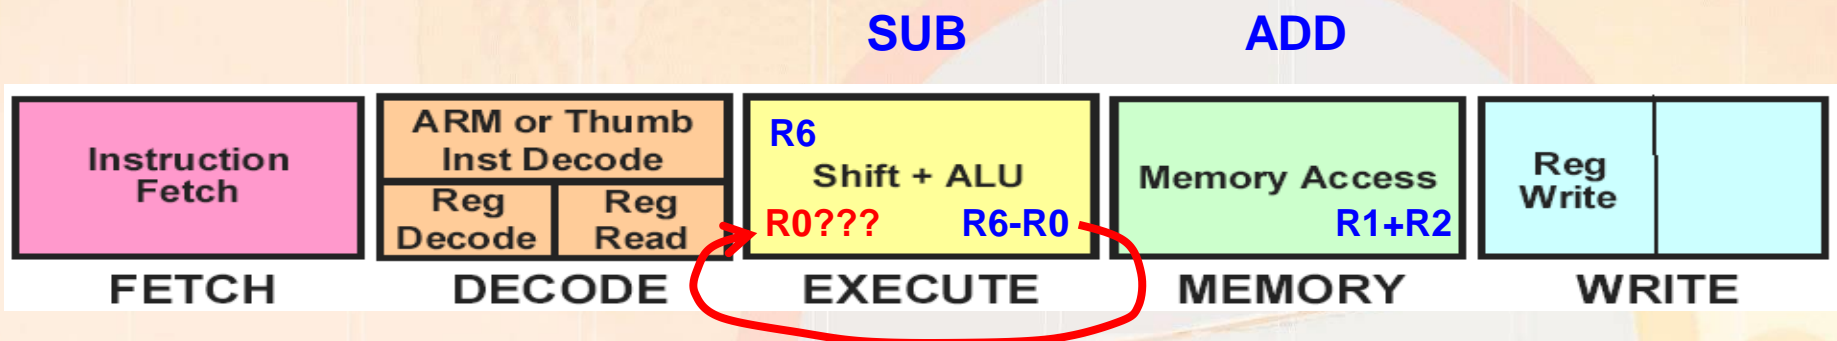 SUB
ADD
Instruction
Fetch
ARM or Thumb
Inst Decode
Reg
Decode
Reg
Read
R6
Shift + ALU
R0???
R6-R0
Memory Access
R1+R2
Reg
Write
FETCH
DECODE
EXECUTE
MEMORY
WRITE